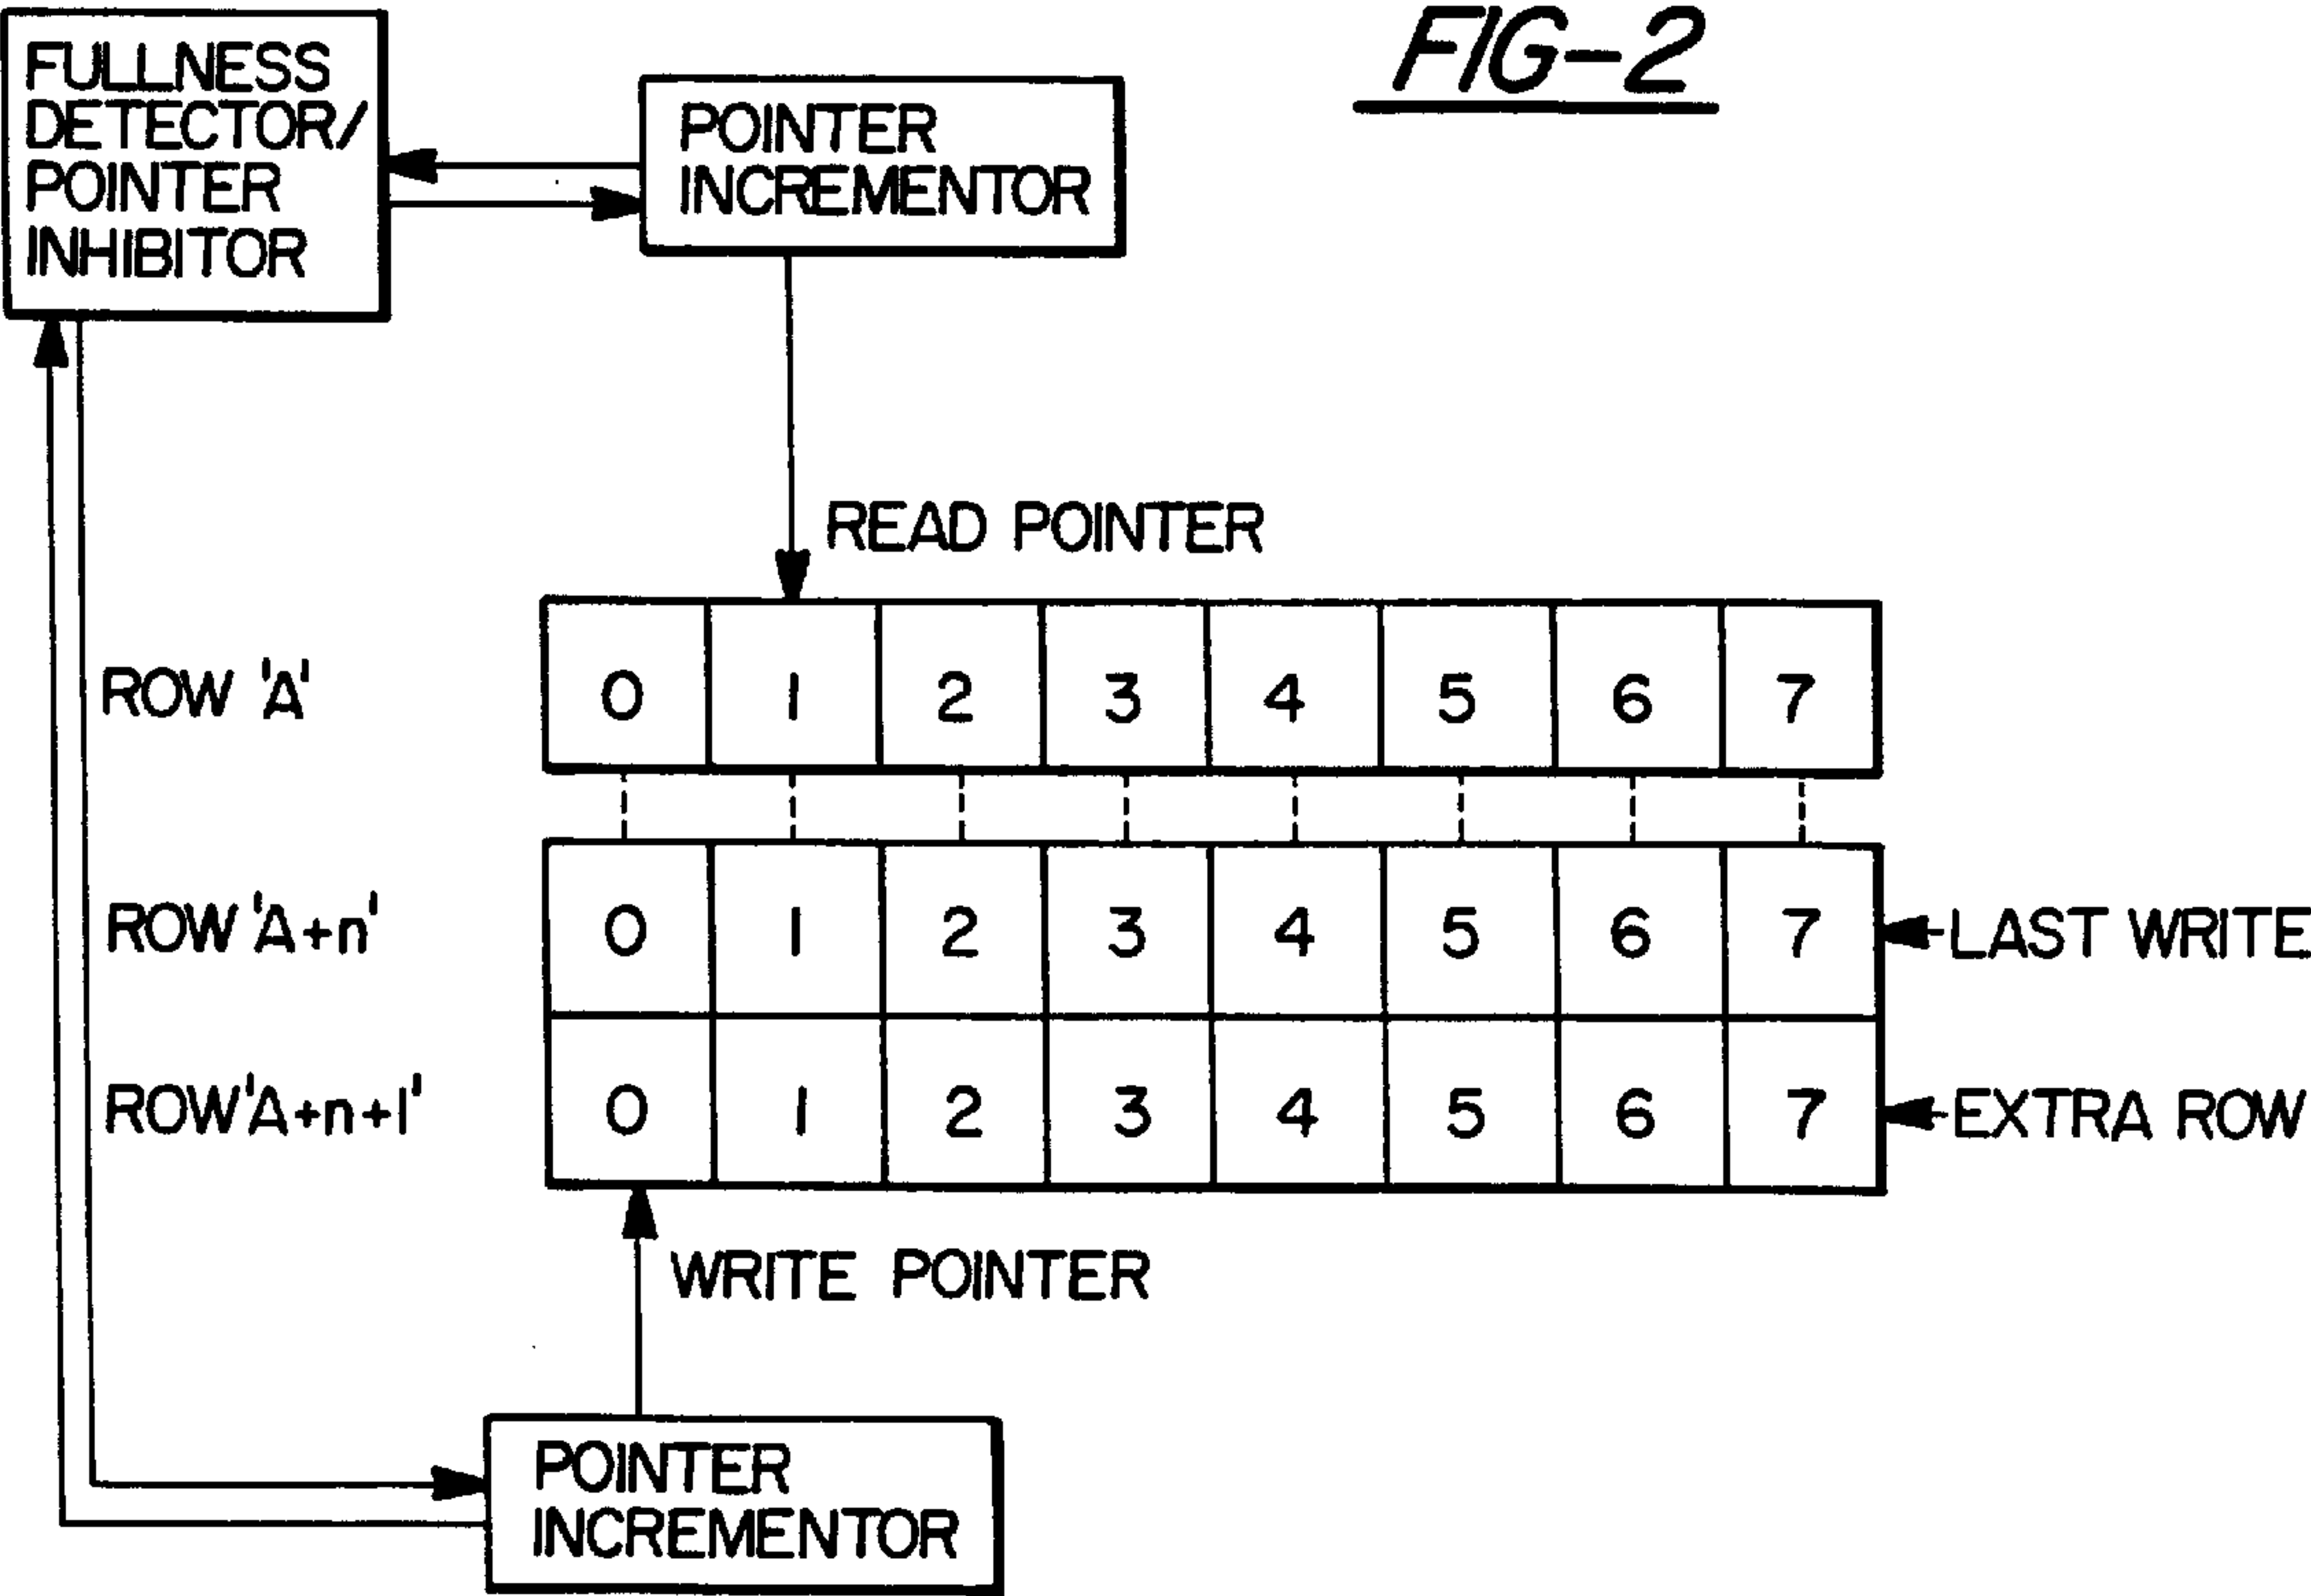 FIG-2
FULLNESS
DETECTOR/
POINTER
INHIBITOR
POINTER
INCREMENTOR
READ POINTER
ROW 'A' 0 1 2 3 4 5 6 7
ROW 'A+n' 0 1 2 3 4 5 6 7 LAST WRITE
ROW 'A+n+1' 0 1 2 3 4 5 6 7 EXTRA ROW
WRITE POINTER
POINTER
INCREMENTOR